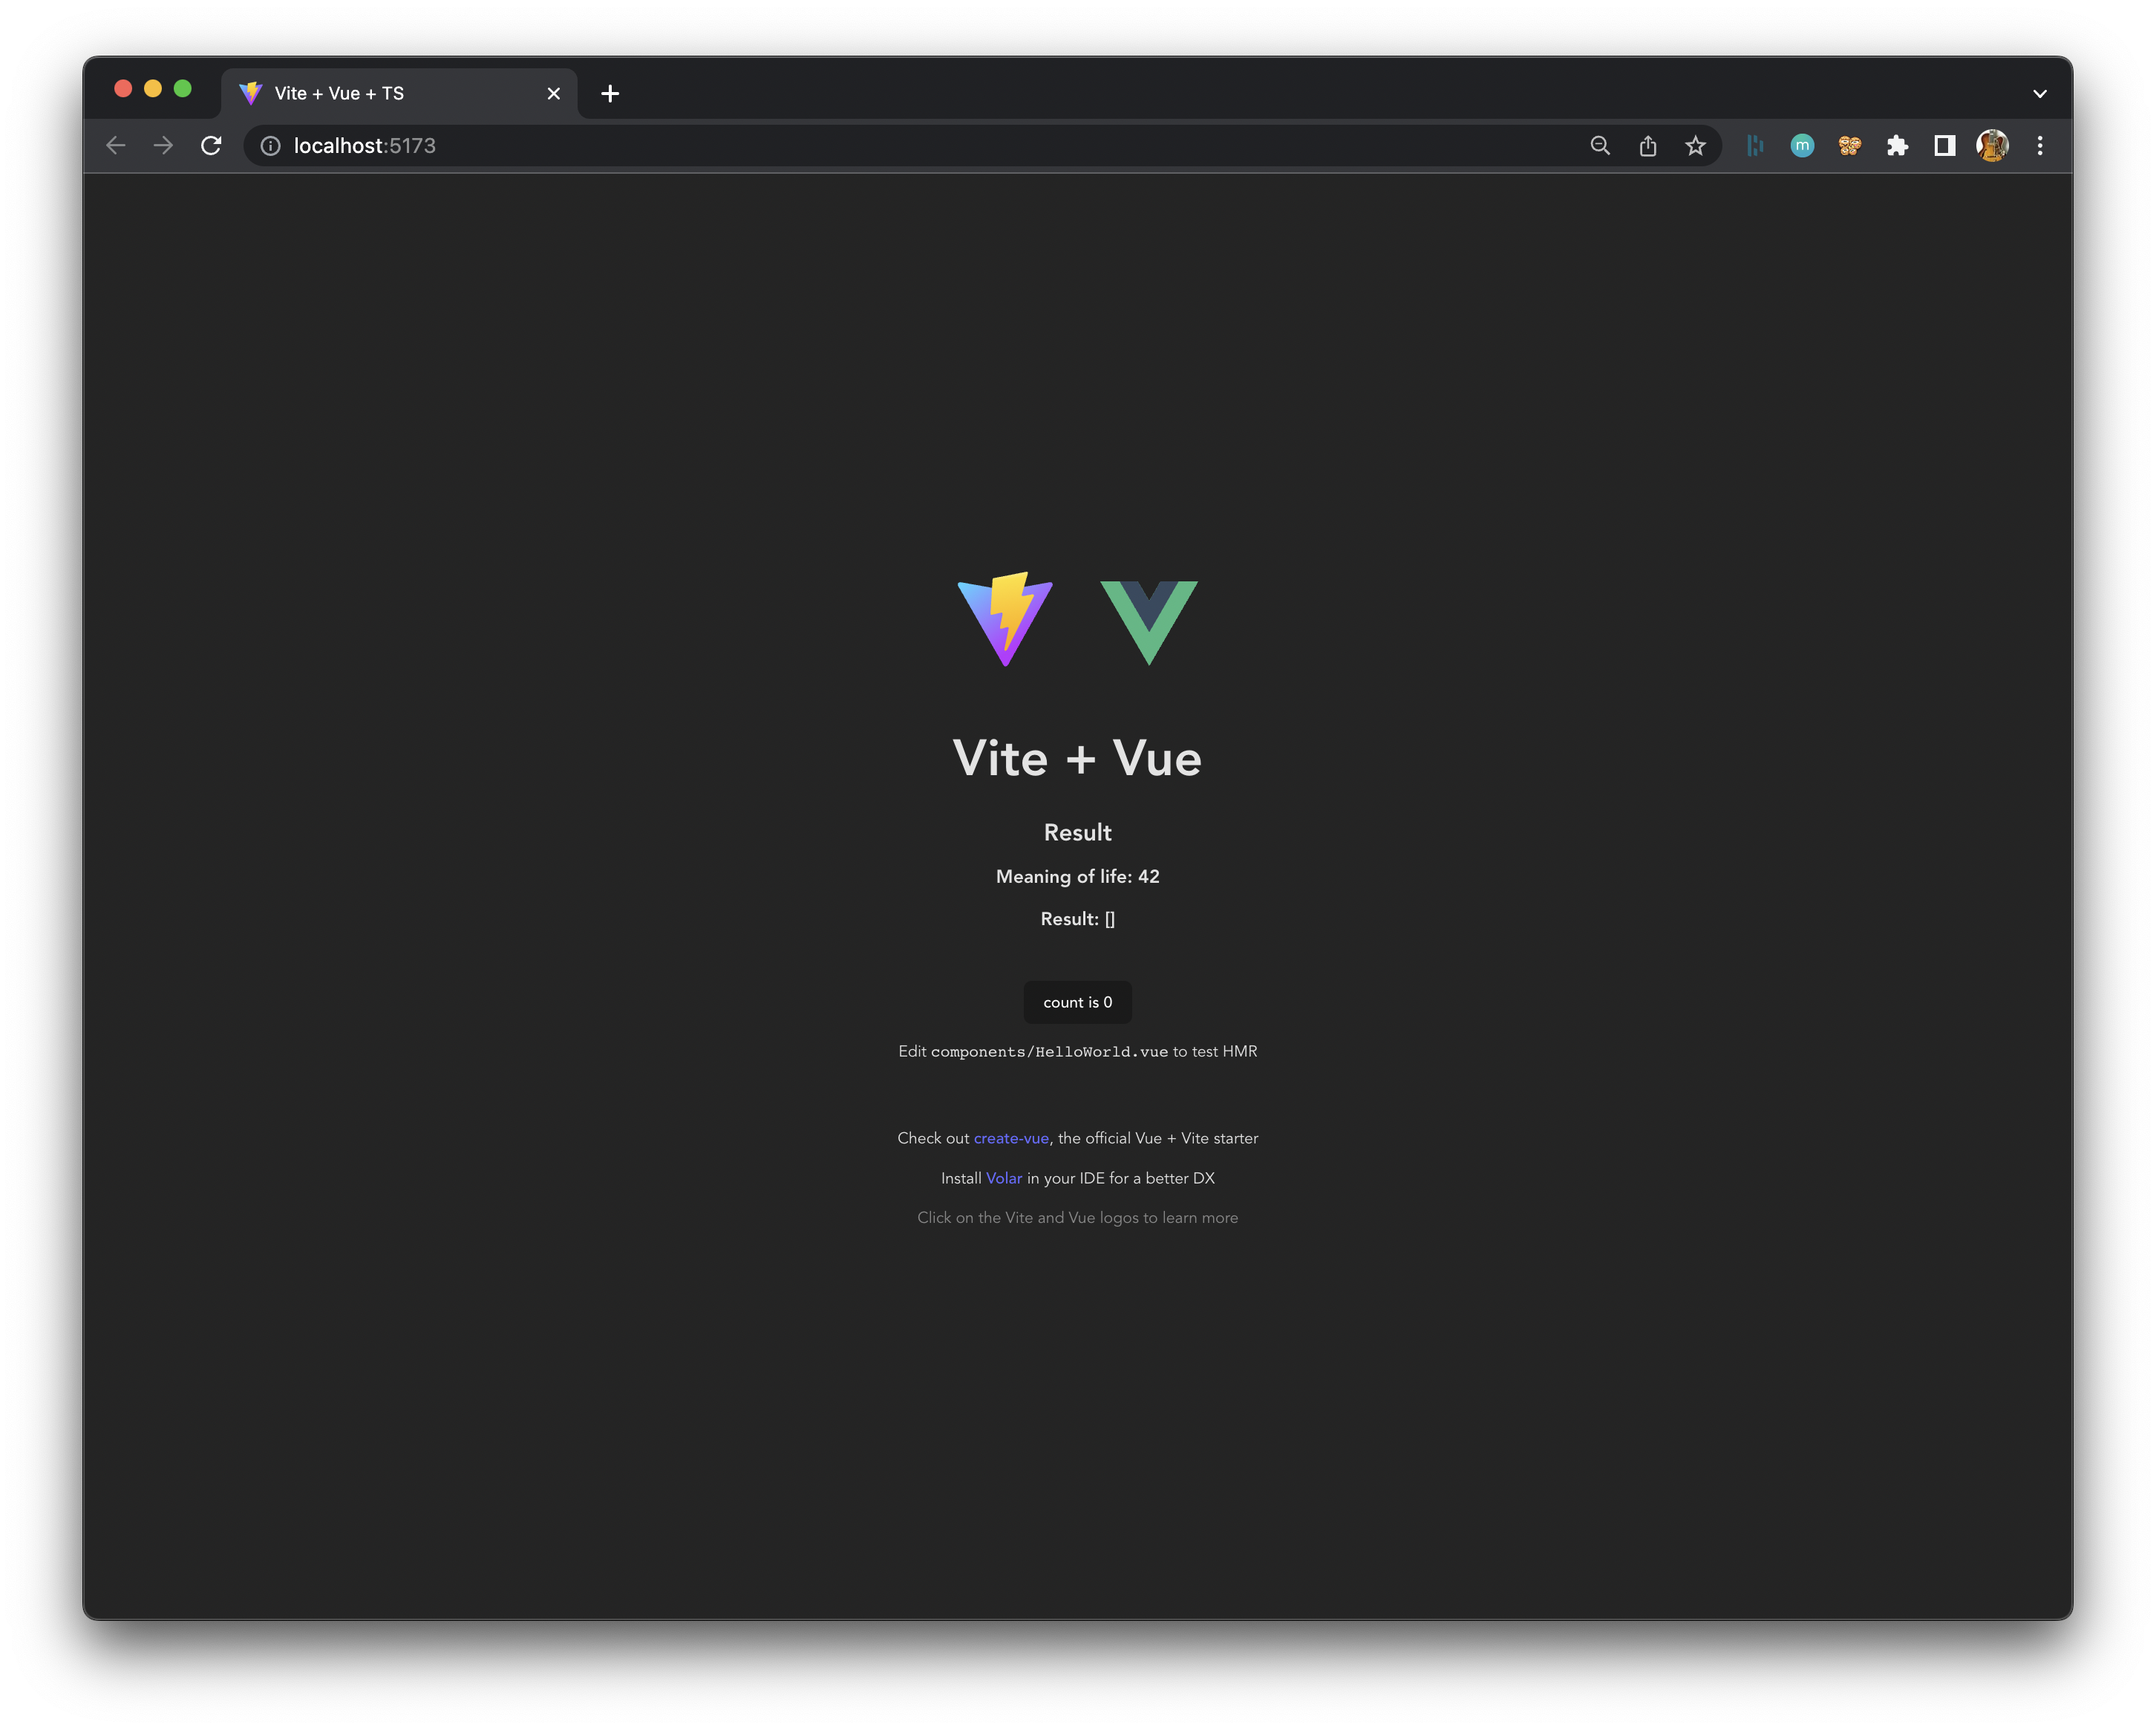 Vite + Vue + TS
localhost:5173
m
Vite + Vue
Result
Meaning of life: 42
Result: []
count is 0
Edit components/HelloWorld.vue to test HMR
Check out create-vue, the official Vue + Vite starter
Install Volar in your IDE for a better DX
Click on the Vite and Vue logos to learn more